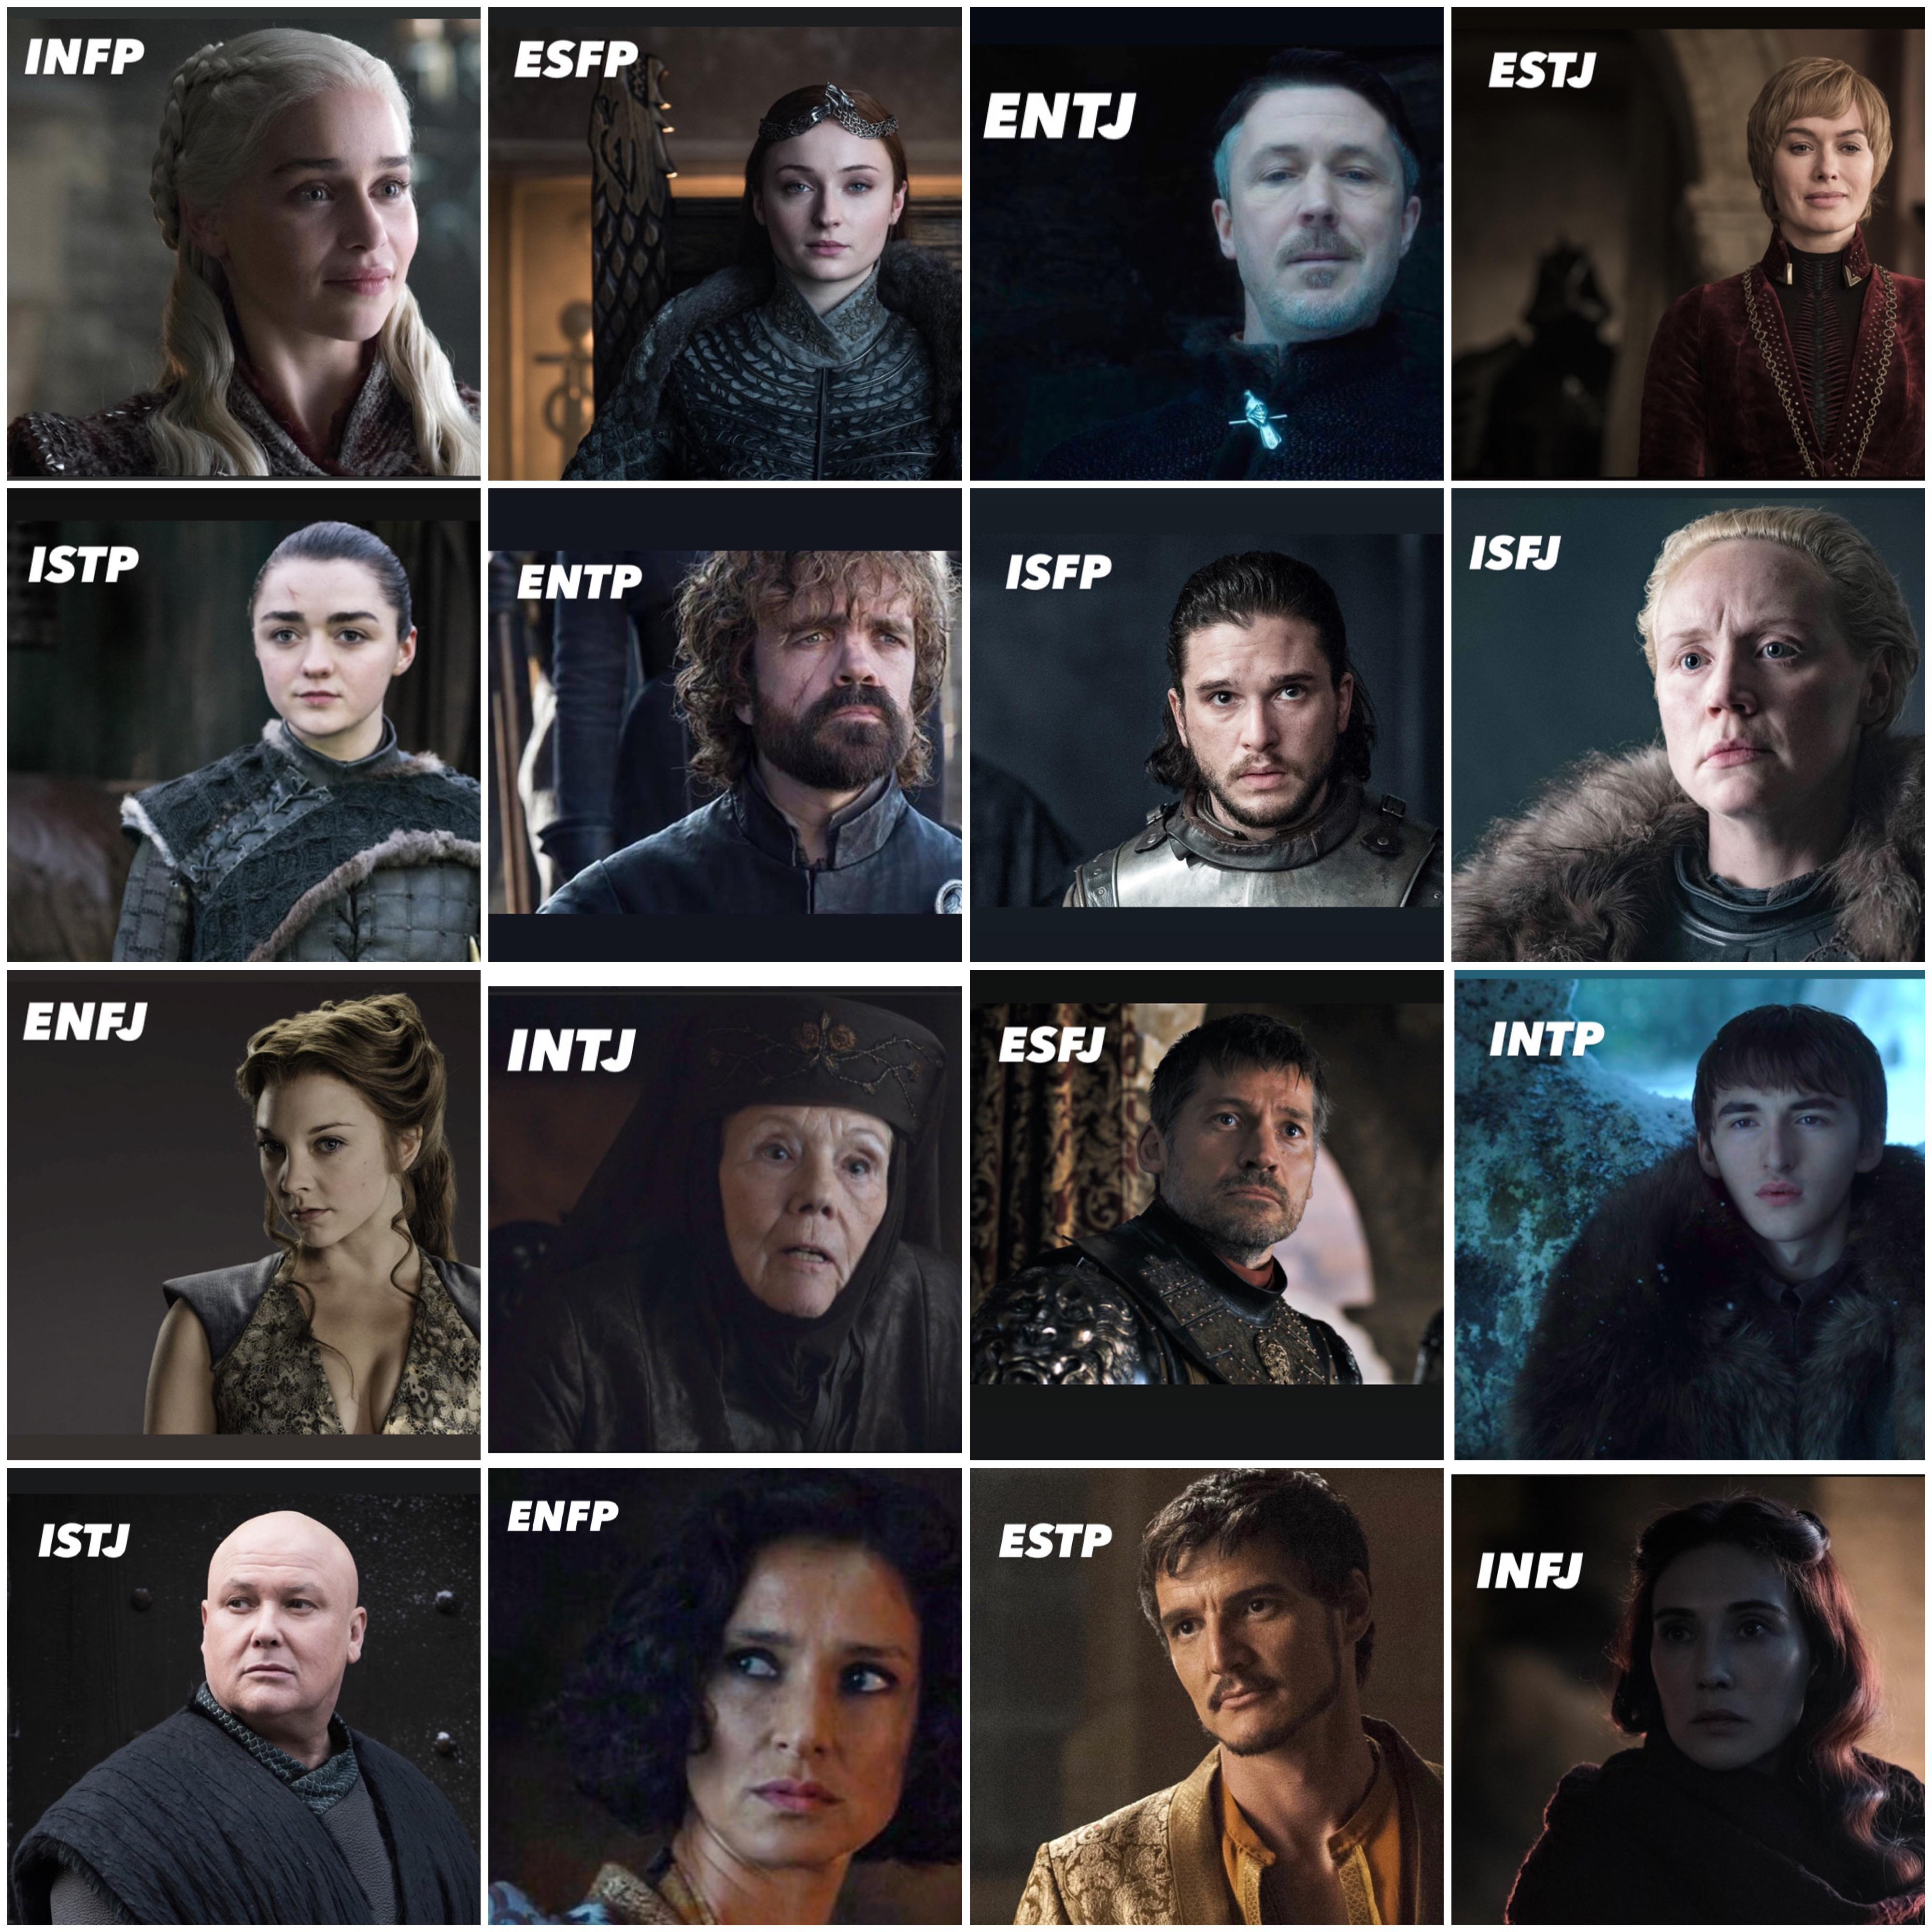 INFP
ESFP
ENTJ
ESTJ
ISTP
ENTP
ISFP
ISFJ
ENFJ
INTJ
ESFJ
INTP
ISTJ
ENFP
ESTP
INFJ